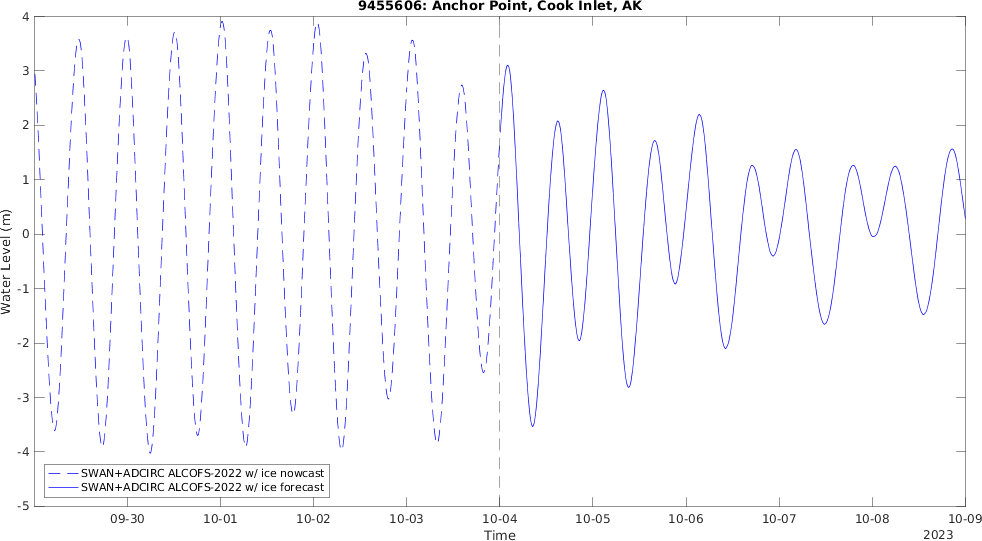 9455606: Anchor Point, Cook Inlet, AK
4
3
2
1
0
-1
-2
-3
-4
-5
Water Level (m)
SWAN+ADCIRC ALCOFS-2022 w/ ice nowcast
SWAN+ADCIRC ALCOFS-2022 w/ ice forecast
09-30 10-01 10-02 10-03 10-04 10-05 10-06 10-07 10-08 10-09
Time
2023